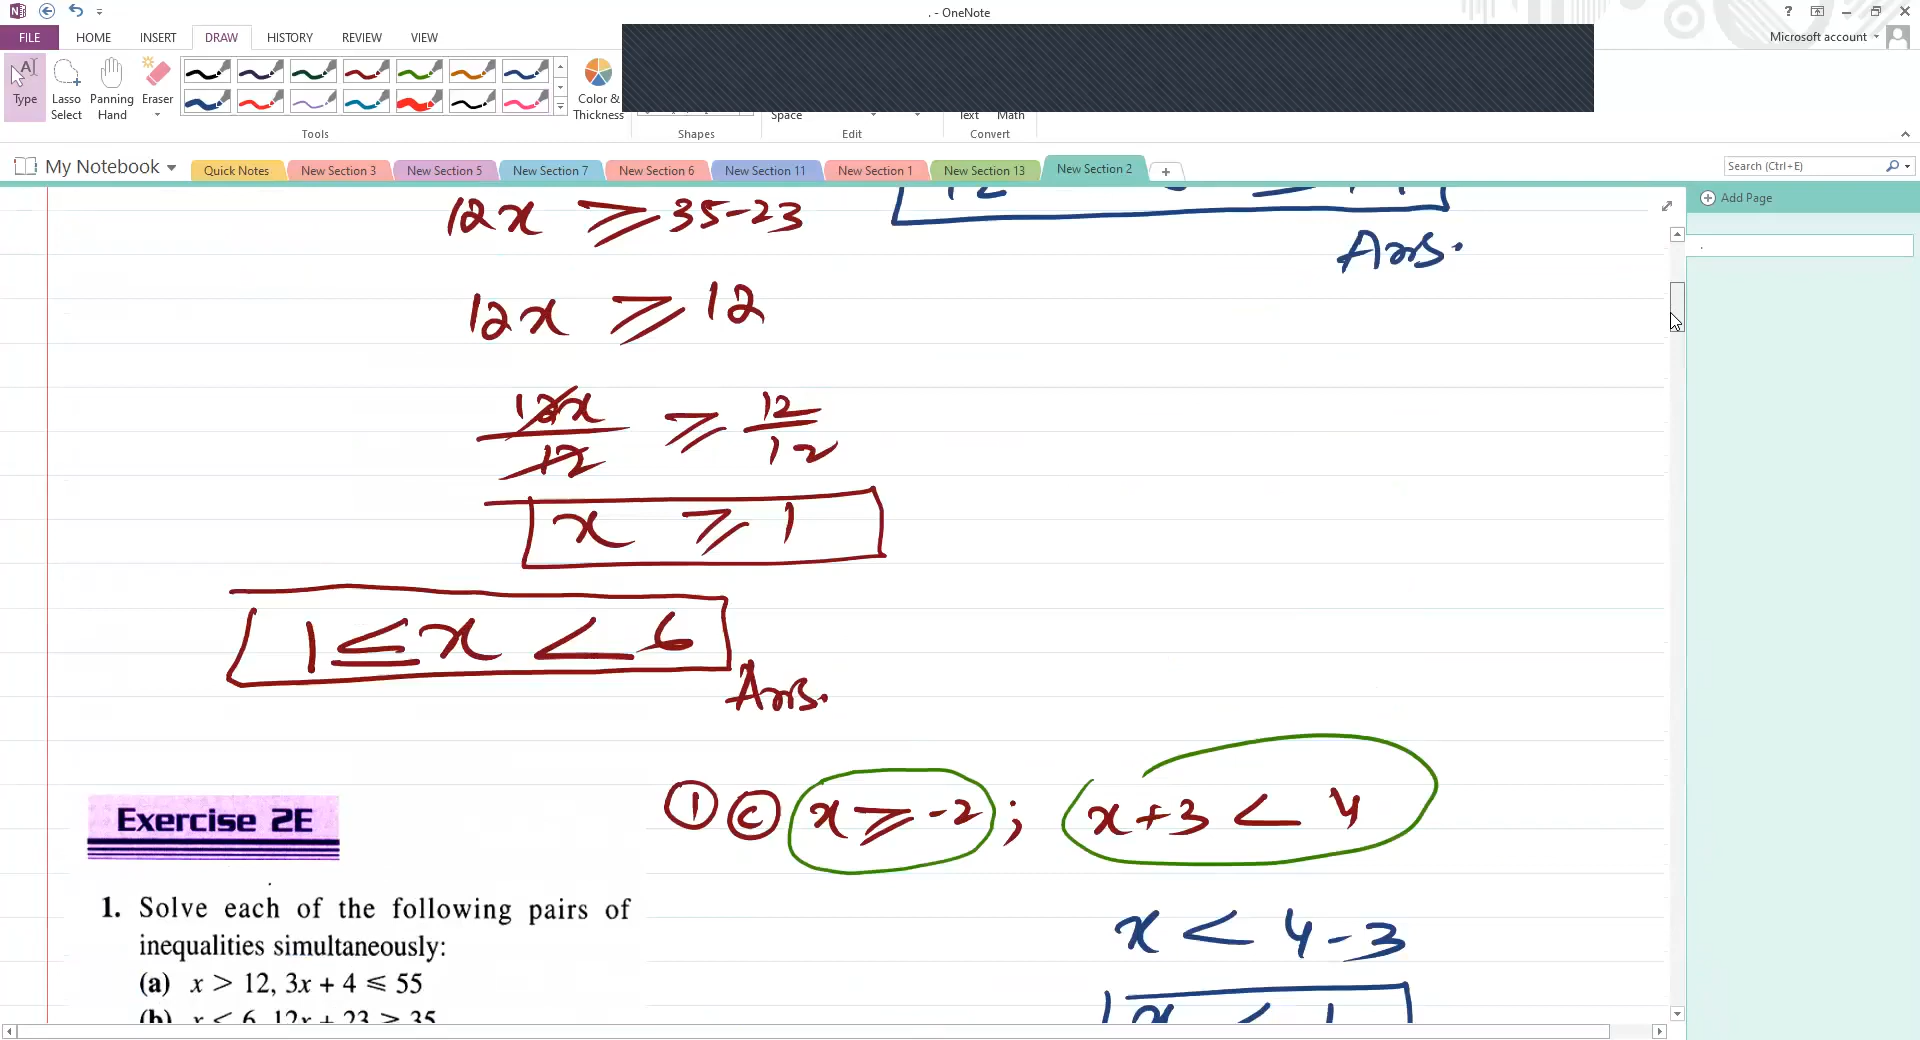 . - OneNote
Microsoft account
FILE HOME INSERT DRAW HISTORY REVIEW VIEW
Type
Lasso Select
Panning Hand
Eraser
Color & Thickness
Space
Text Math
Tools Shapes Edit Convert
My Notebook Quick Notes New Section 3 New Section 5 New Section 7 New Section 6 New Section 11 New Section 1 New Section 13 New Section 2
Search (Ctrl+E)
Add Page
12x ⩾ 35-23
Ans.
12x ⩾ 12
12x/12 ⩾ 12/12
x ⩾ 1
1 ≤ x < 6
Ans.
① ⓒ x ⩾ -2 ; x + 3 < 4
x < 4 - 3
x < 1
Exercise 2E
1. Solve each of the following pairs of
inequalities simultaneously:
(a) x > 12, 3x + 4 ⩽ 55